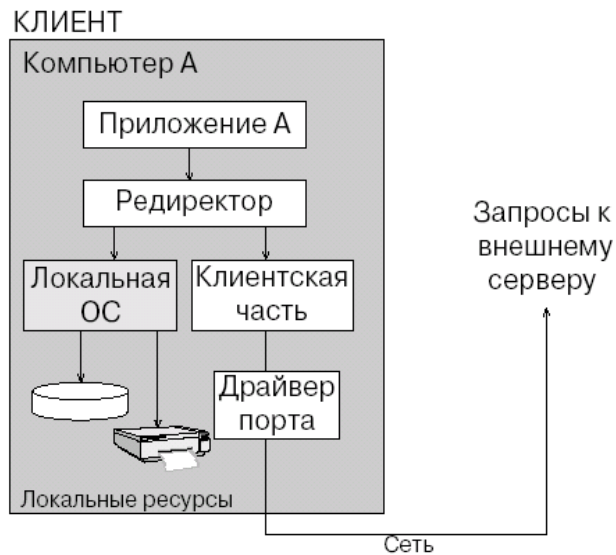 КЛИЕНТ
Компьютер А
Приложение А
Редиректор
Локальная
ОС
Клиентская
часть
Драйвер
порта
Локальные ресурсы
Запросы к
внешнему
серверу
Сеть